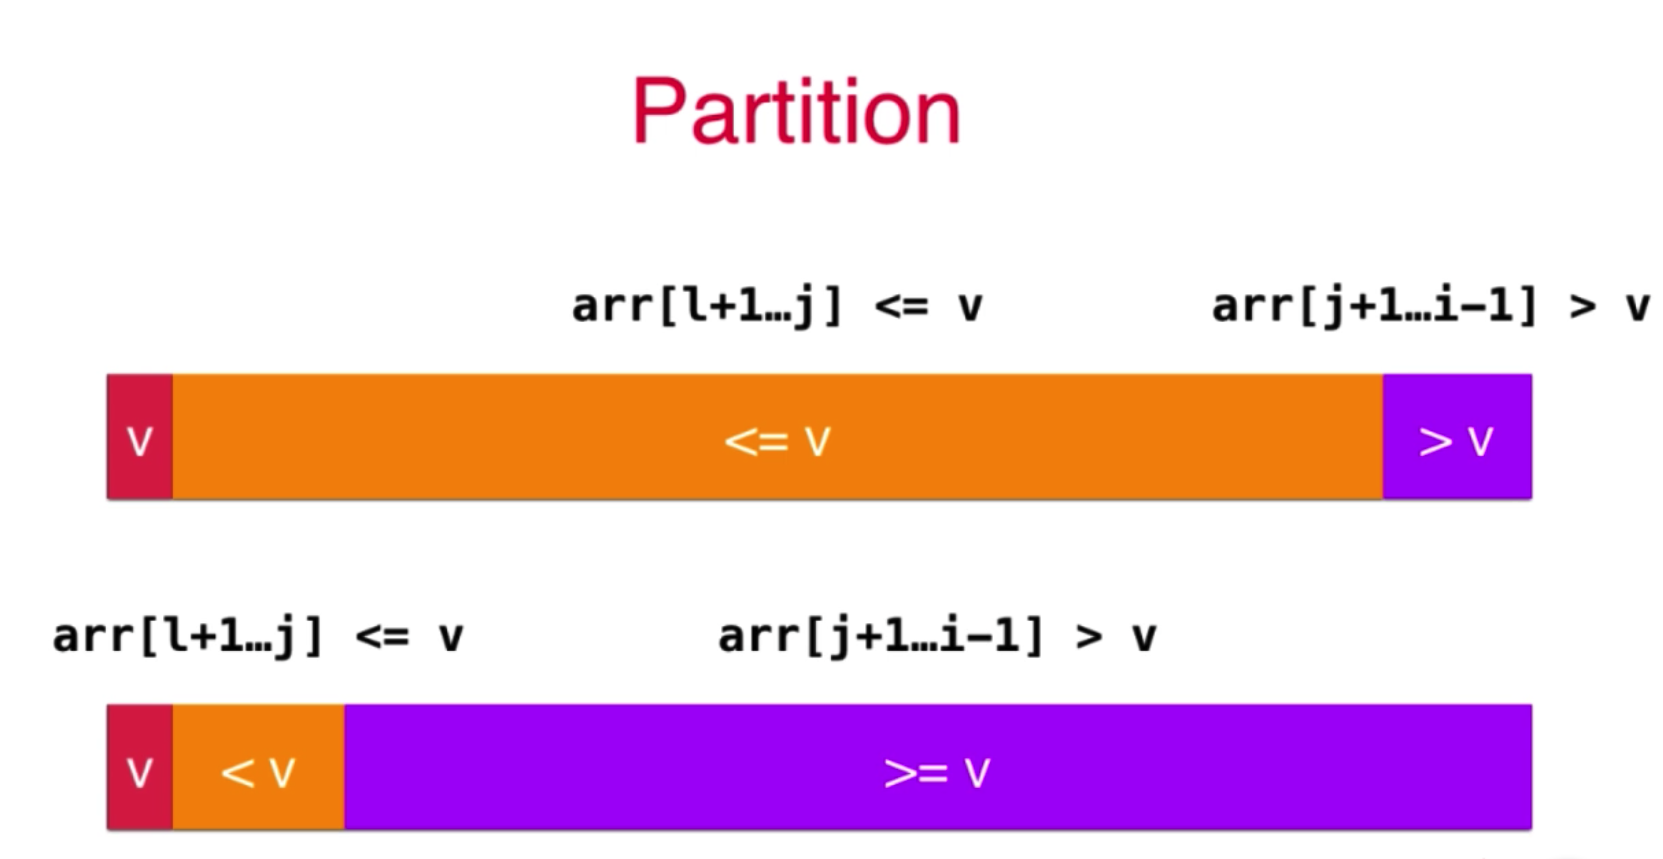 Partition
arr[l+1…j] <= v arr[j+1…i-1] > v
v <= v > v
arr[l+1…j] <= v arr[j+1…i-1] > v
v < v >= v